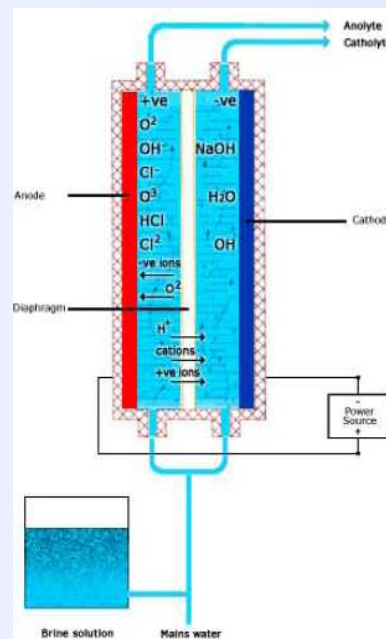 Anolyte
Catholyt
+ve -ve
O²
OH⁻ NaOH
Cl⁻
Anode O³ H²O Cathod
HCl
Cl² OH
-ve ions
O²
Diaphragm
H⁺
cations
+ve ions
-
Power
Source
+
Brine solution Mains water